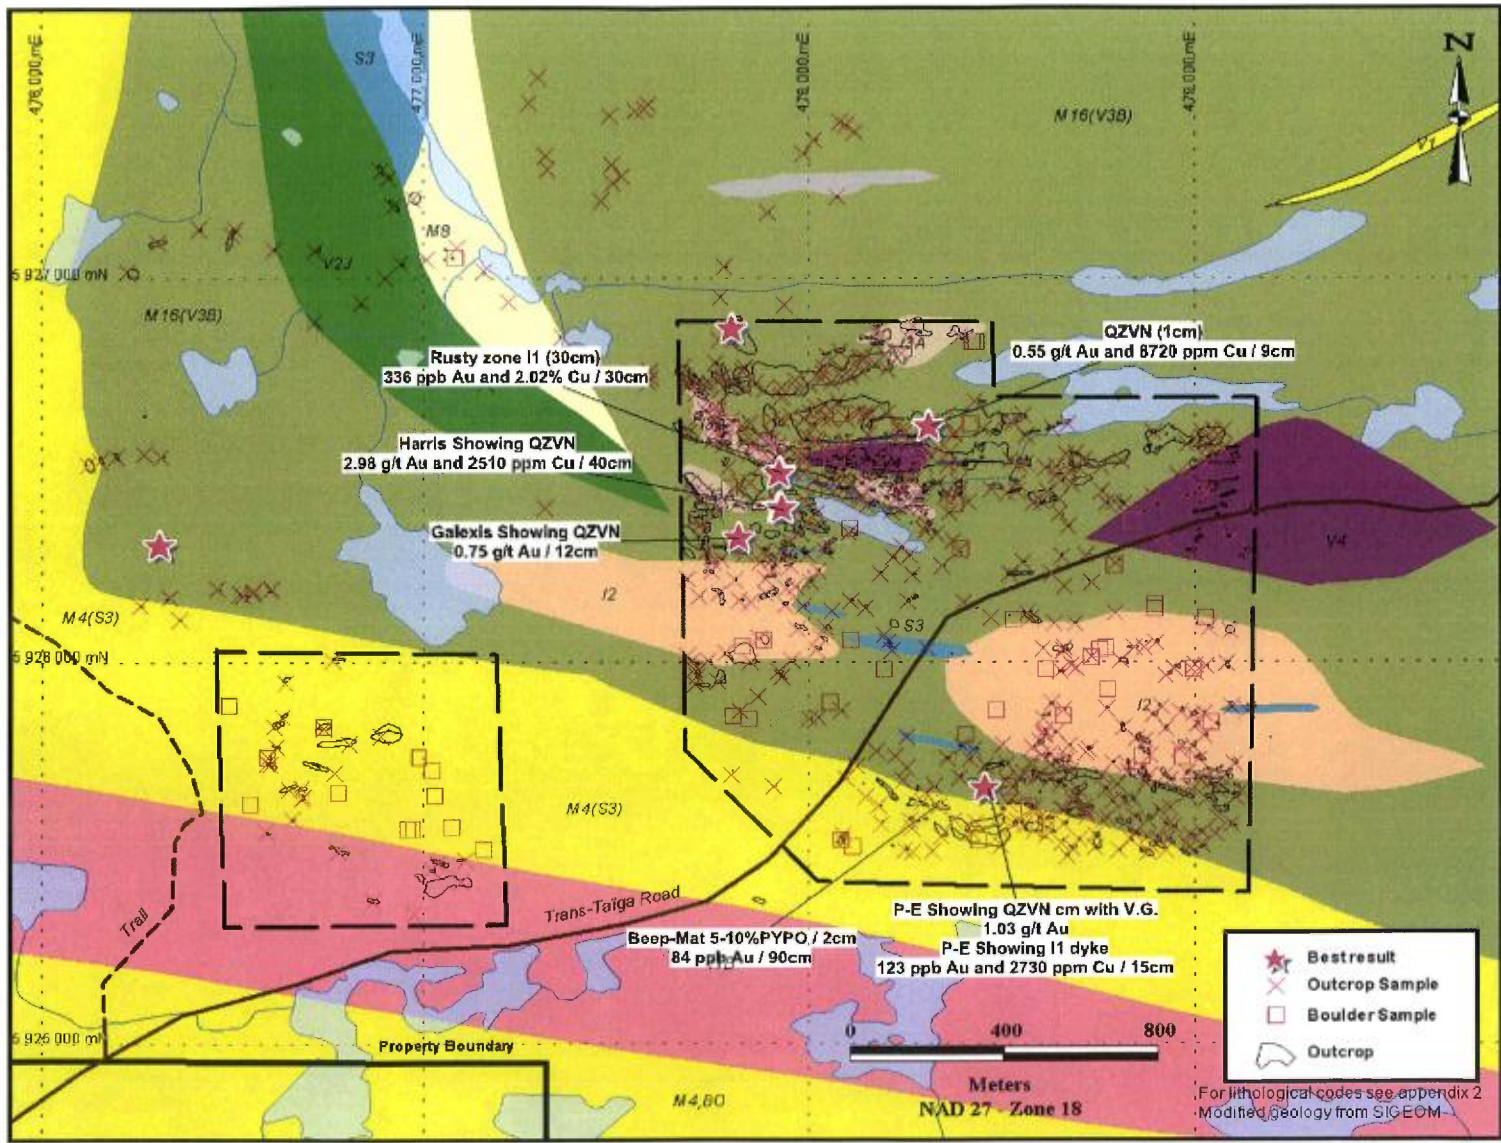 476,000,mE
477,000,mE
478,000,mE
479,000,mE
N
S3
M16(V3B)
V1
M8
V2J
5 927 000 mN
M16(V3B)
QZVN (1cm)
0.55 g/t Au and 8720 ppm Cu / 9cm
Rusty zone I1 (30cm)
336 ppb Au and 2.02% Cu / 30cm
Harris Showing QZVN
2.98 g/t Au and 2510 ppm Cu / 40cm
Galexis Showing QZVN
0.75 g/t Au / 12cm
V4
I2
M4(S3)
S3
5 926 000 mN
I2
M4(S3)
Trail
Trans-Taïga Road
P-E Showing QZVN cm with V.G.
1.03 g/t Au
Beep-Mat 5-10%PYPO / 2cm
84 ppb Au / 90cm
P-E Showing I1 dyke
123 ppb Au and 2730 ppm Cu / 15cm
Best result
Outcrop Sample
Boulder Sample
Outcrop
5 925 000 mN
Property Boundary
0 400 800
Meters
NAD 27 - Zone 18
M4,BO
For lithological codes see appendix 2
Modified geology from SIGEOM